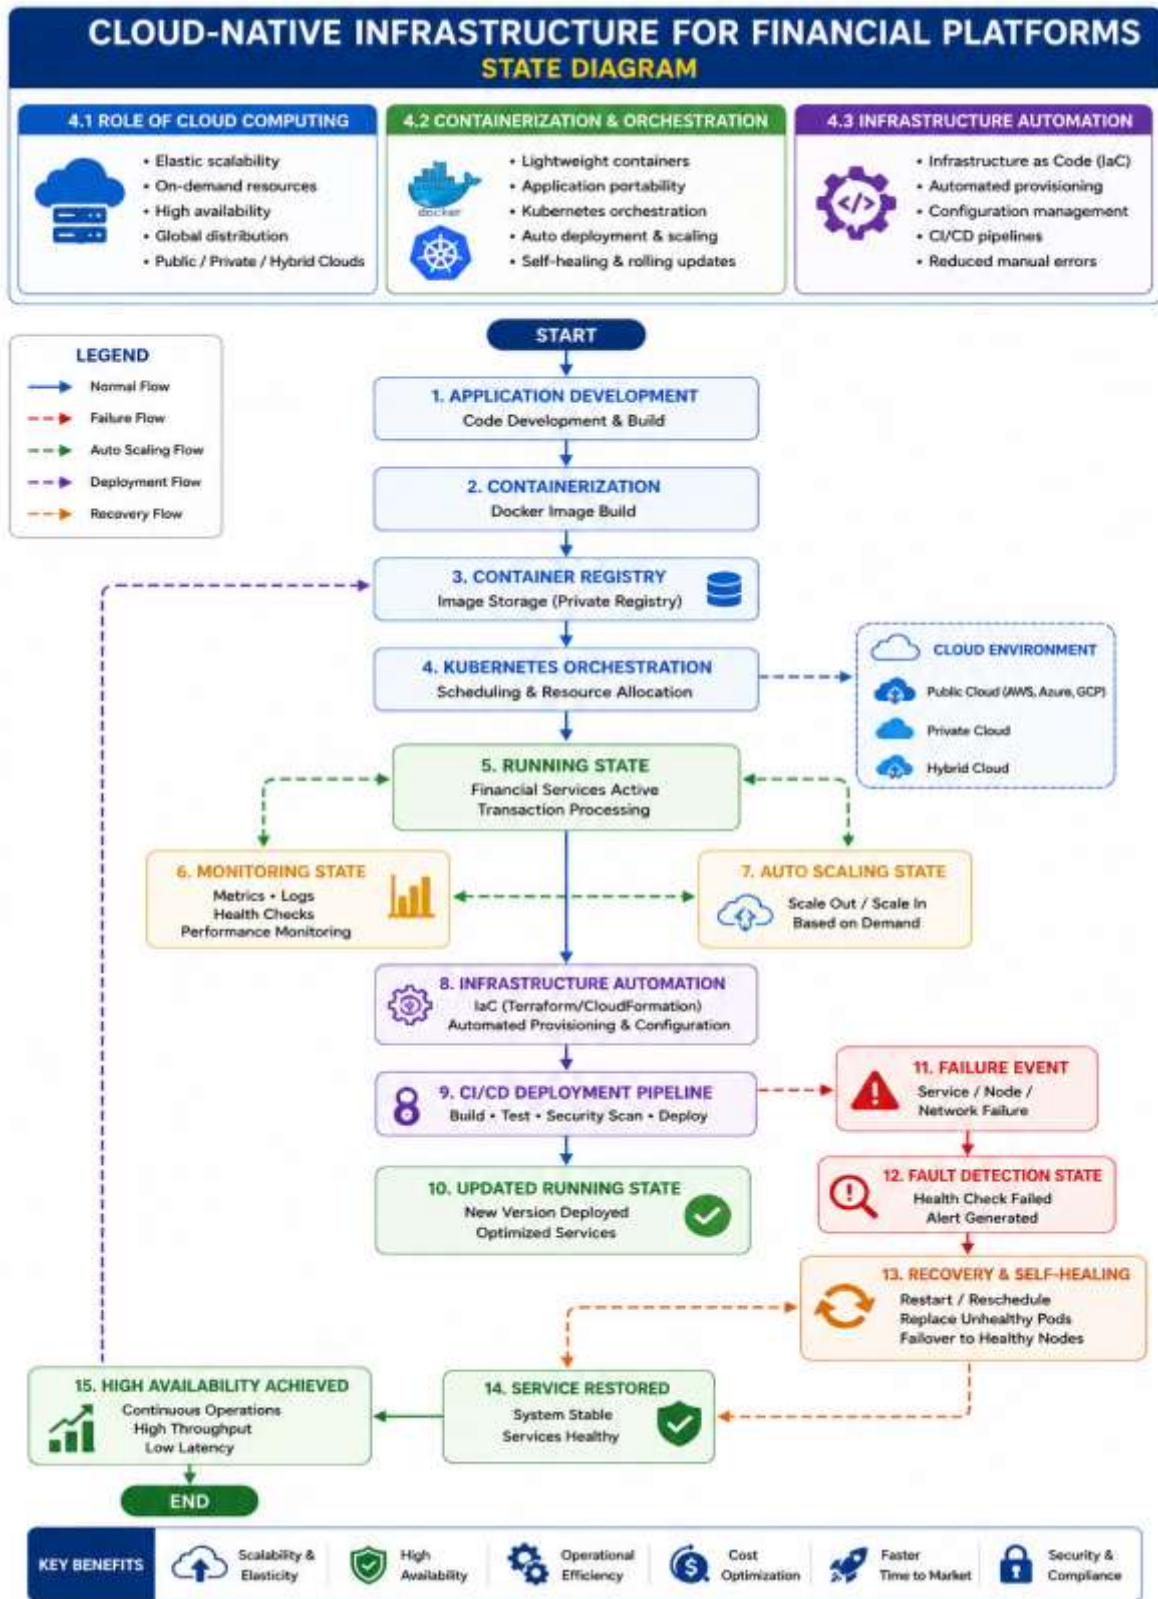 CLOUD-NATIVE INFRASTRUCTURE FOR FINANCIAL PLATFORMS
STATE DIAGRAM
4.1 ROLE OF CLOUD COMPUTING
• Elastic scalability
• On-demand resources
• High availability
• Global distribution
• Public / Private / Hybrid Clouds
4.2 CONTAINERIZATION & ORCHESTRATION
docker
• Lightweight containers
• Application portability
• Kubernetes orchestration
• Auto deployment & scaling
• Self-healing & rolling updates
4.3 INFRASTRUCTURE AUTOMATION
</>
• Infrastructure as Code (IaC)
• Automated provisioning
• Configuration management
• CI/CD pipelines
• Reduced manual errors
LEGEND
Normal Flow
Failure Flow
Auto Scaling Flow
Deployment Flow
Recovery Flow
START
1. APPLICATION DEVELOPMENT
Code Development & Build
2. CONTAINERIZATION
Docker Image Build
3. CONTAINER REGISTRY
Image Storage (Private Registry)
4. KUBERNETES ORCHESTRATION
Scheduling & Resource Allocation
CLOUD ENVIRONMENT
Public Cloud (AWS, Azure, GCP)
Private Cloud
Hybrid Cloud
5. RUNNING STATE
Financial Services Active
Transaction Processing
6. MONITORING STATE
Metrics • Logs
Health Checks
Performance Monitoring
7. AUTO SCALING STATE
Scale Out / Scale In
Based on Demand
8. INFRASTRUCTURE AUTOMATION
IaC (Terraform/CloudFormation)
Automated Provisioning & Configuration
9. CI/CD DEPLOYMENT PIPELINE
Build • Test • Security Scan • Deploy
10. UPDATED RUNNING STATE
New Version Deployed
Optimized Services
11. FAILURE EVENT
Service / Node /
Network Failure
12. FAULT DETECTION STATE
Health Check Failed
Alert Generated
13. RECOVERY & SELF-HEALING
Restart / Reschedule
Replace Unhealthy Pods
Failover to Healthy Nodes
14. SERVICE RESTORED
System Stable
Services Healthy
15. HIGH AVAILABILITY ACHIEVED
Continuous Operations
High Throughput
Low Latency
END
KEY BENEFITS
Scalability &
Elasticity
High
Availability
Operational
Efficiency
$
Cost
Optimization
Faster
Time to Market
Security &
Compliance